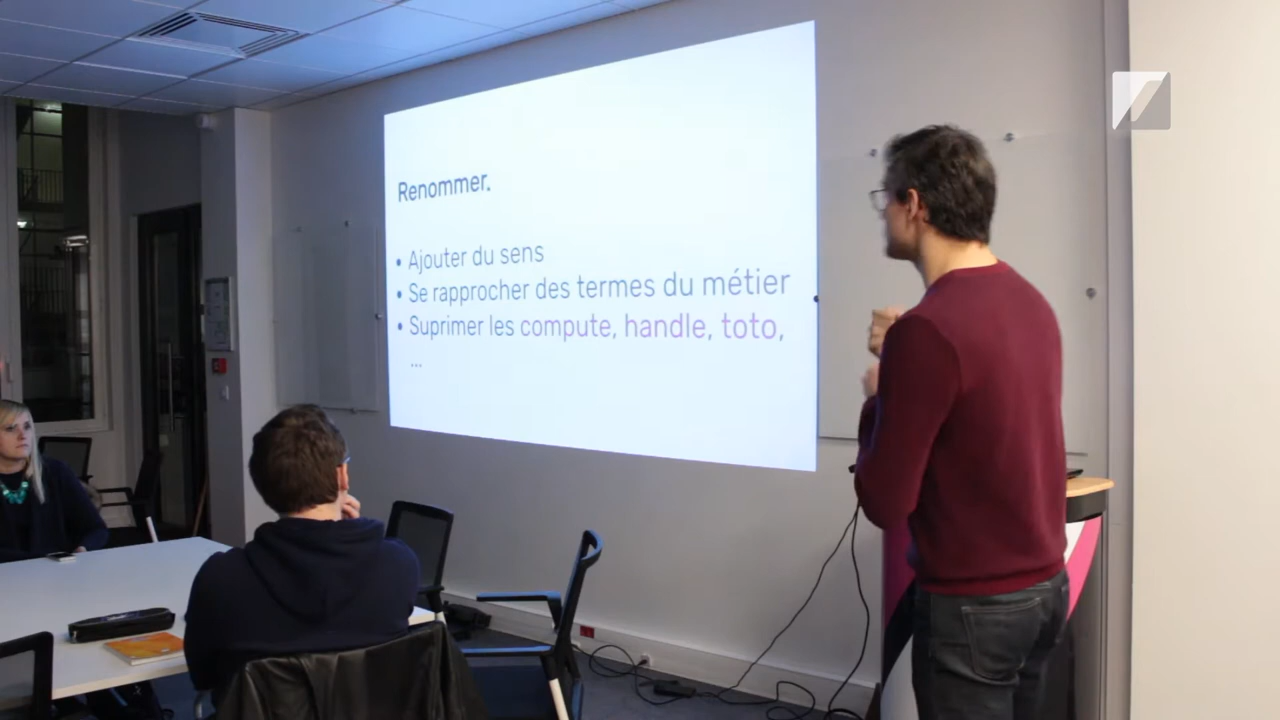 Renommer.
• Ajouter du sens
• Se rapprocher des termes du métier
• Suprimer les compute, handle, toto,
...